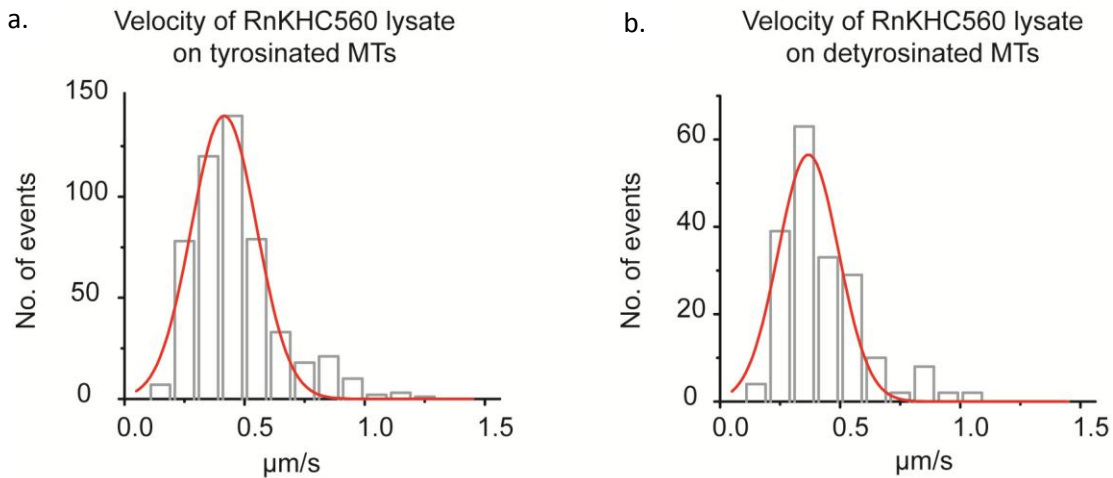 a.
Velocity of RnKHC560 lysate
on tyrosinated MTs
150
100
50
0
No. of events
0.0 0.5 1.0 1.5
µm/s
b.
Velocity of RnKHC560 lysate
on detyrosinated MTs
60
40
20
0
No. of events
0.0 0.5 1.0 1.5
µm/s